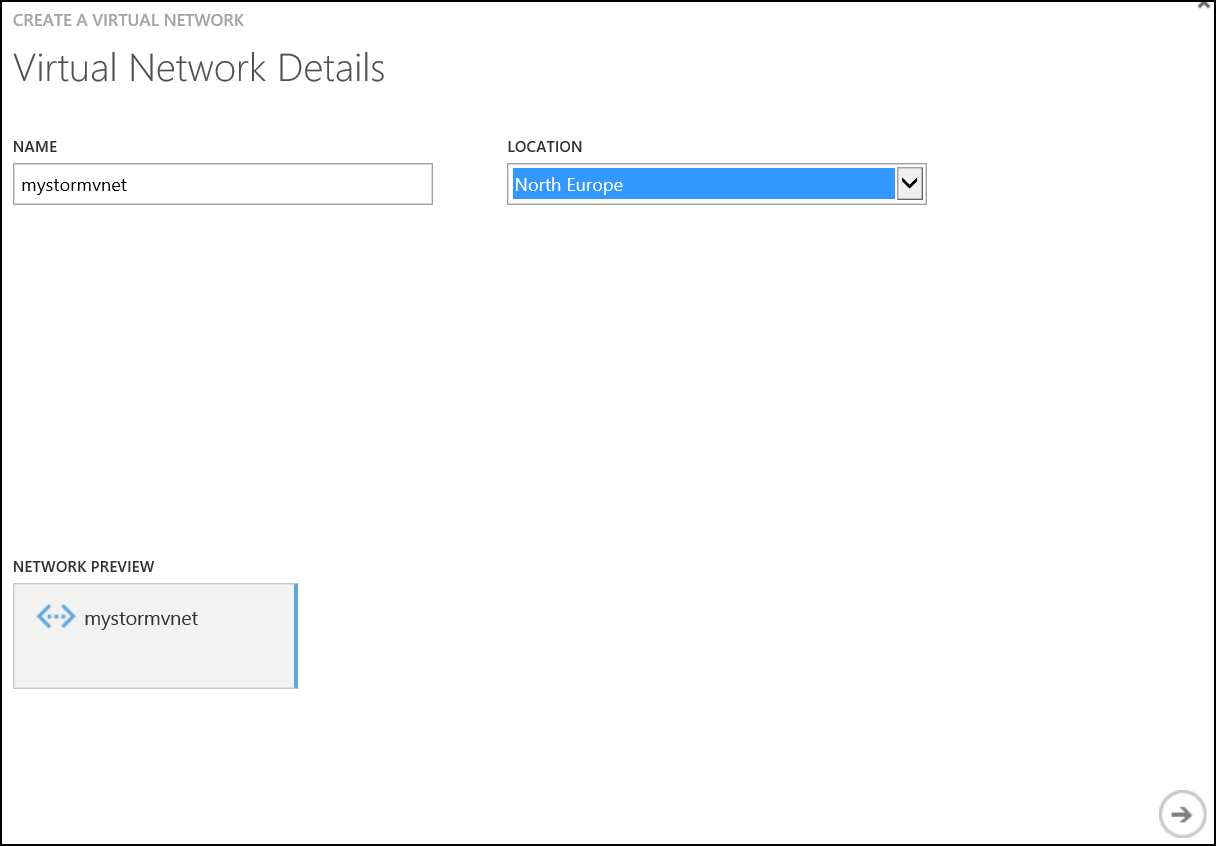 CREATE A VIRTUAL NETWORK
Virtual Network Details
NAME
LOCATION
mystormvnet
North Europe
NETWORK PREVIEW
mystormvnet